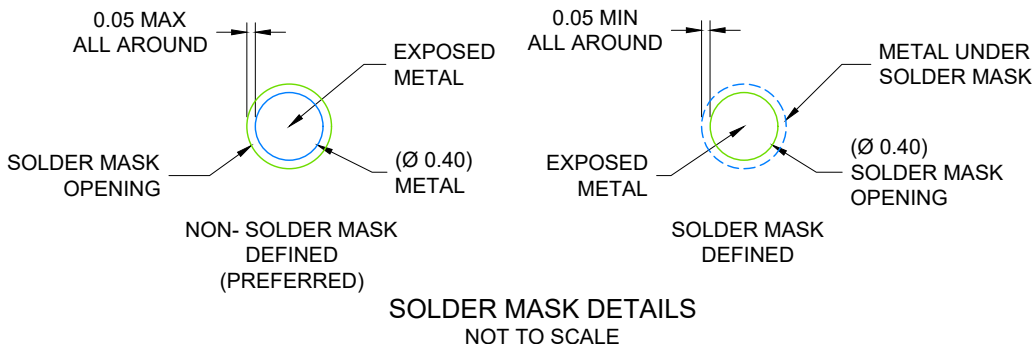 0.05 MAX
ALL AROUND
EXPOSED
METAL
SOLDER MASK
OPENING
(Ø 0.40)
METAL
NON- SOLDER MASK
DEFINED
(PREFERRED)
0.05 MIN
ALL AROUND
METAL UNDER
SOLDER MASK
EXPOSED
METAL
(Ø 0.40)
SOLDER MASK
OPENING
SOLDER MASK
DEFINED
SOLDER MASK DETAILS
NOT TO SCALE